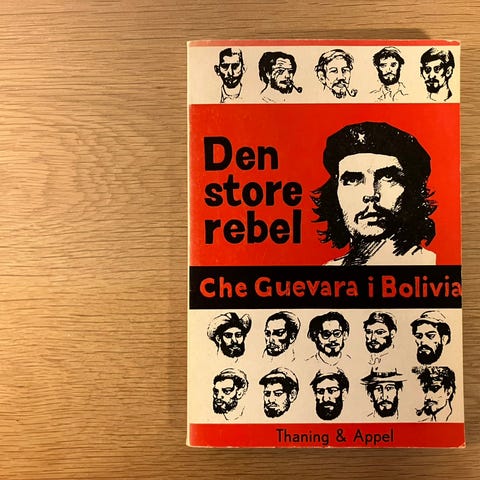 Den
store
rebel
Che Guevara i Bolivia
Thaning & Appel